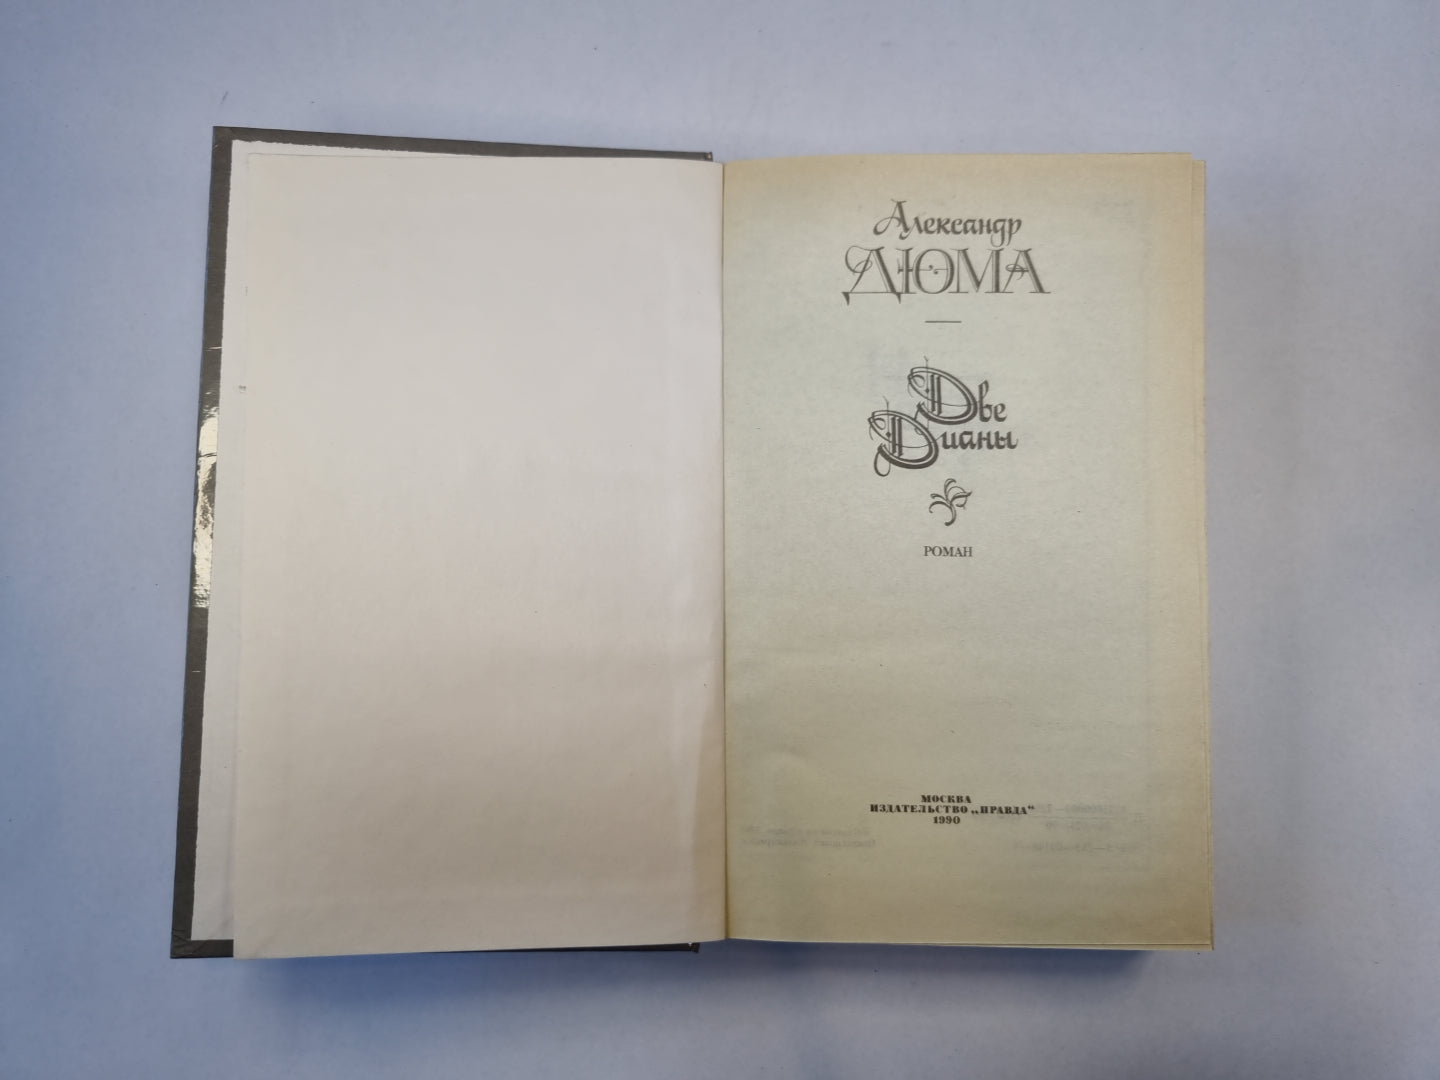 Александр
ДЮМА
Две
Дианы
РОМАН
МОСКВА
ИЗДАТЕЛЬСТВО „ПРАВДА“
1990